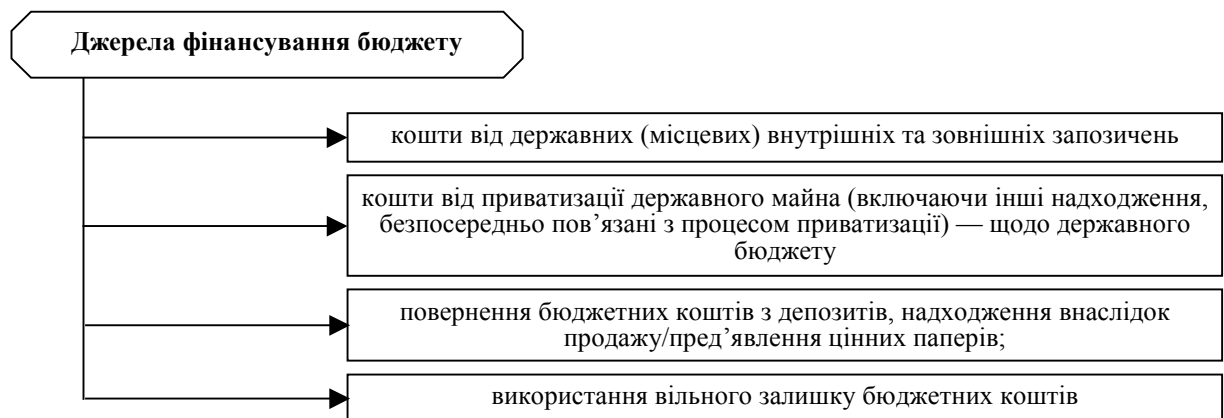 Джерела фінансування бюджету
кошти від державних (місцевих) внутрішніх та зовнішніх запозичень
кошти від приватизації державного майна (включаючи інші надходження,
безпосередньо пов’язані з процесом приватизації) — щодо державного
бюджету
повернення бюджетних коштів з депозитів, надходження внаслідок
продажу/пред’явлення цінних паперів;
використання вільного залишку бюджетних коштів